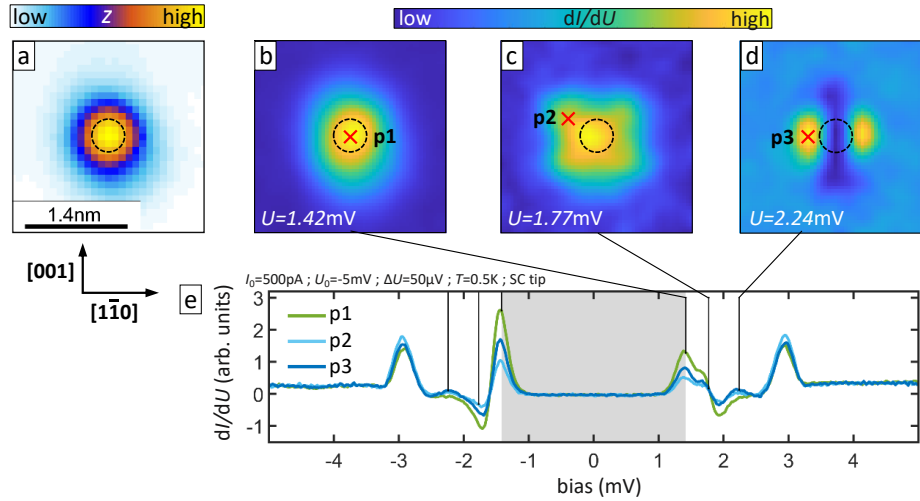 low z high
low dI/dU high
a
b
c
d
p1
p2
p3
1.4nm
U=1.42mV
U=1.77mV
U=2.24mV
[001]
[11̅0]
e
I₀=500pA ; U₀=-5mV ; ΔU=50µV ; T=0.5K ; SC tip
p1
p2
p3
dI/dU (arb. units)
3
2
1
0
-1
-4 -3 -2 -1 0 1 2 3 4
bias (mV)